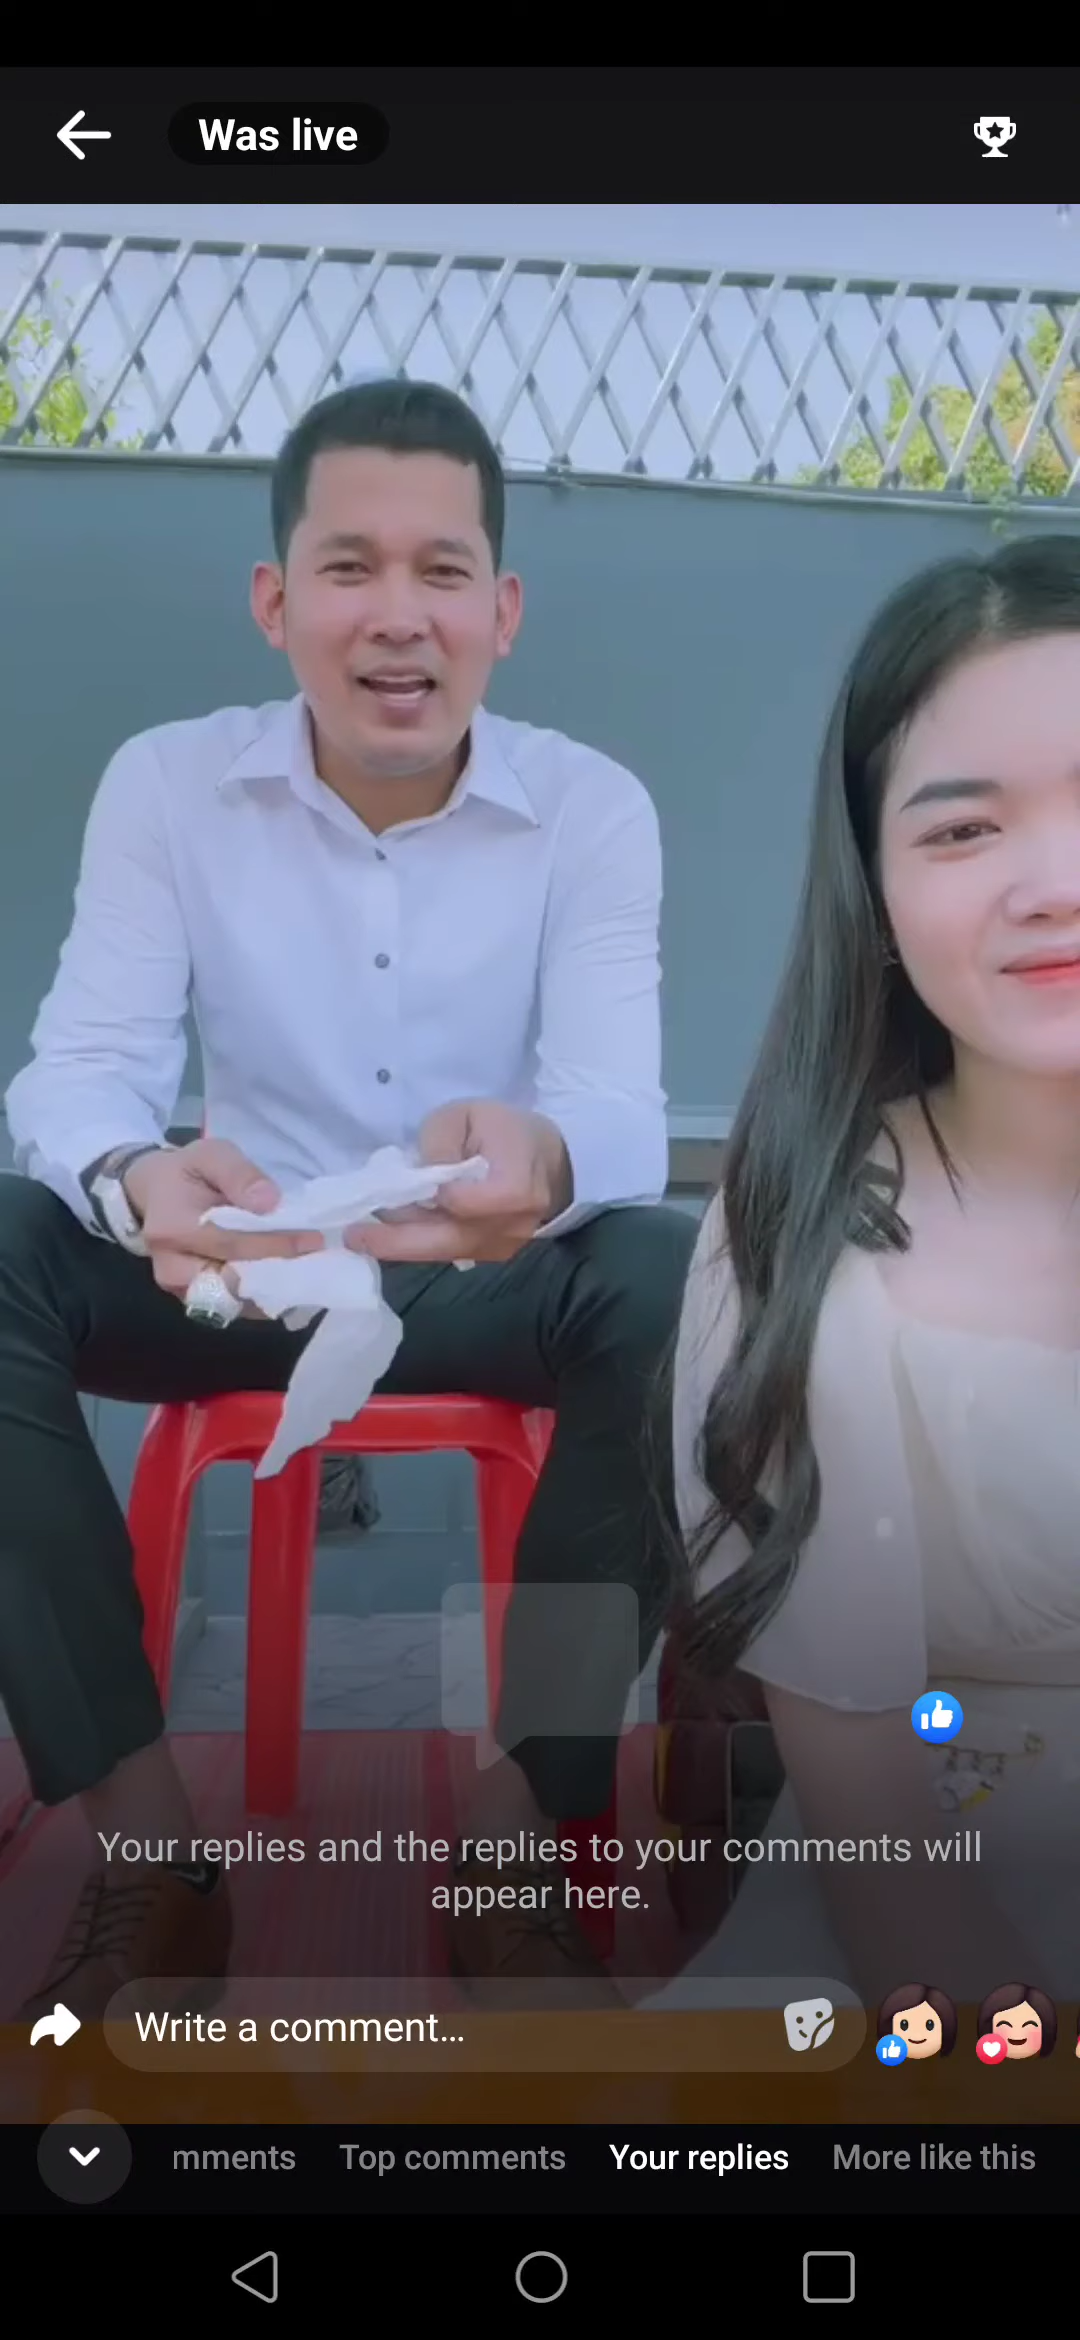 Was live
Your replies and the replies to your comments will
appear here.
Write a comment...
mments
Top comments
Your replies
More like this